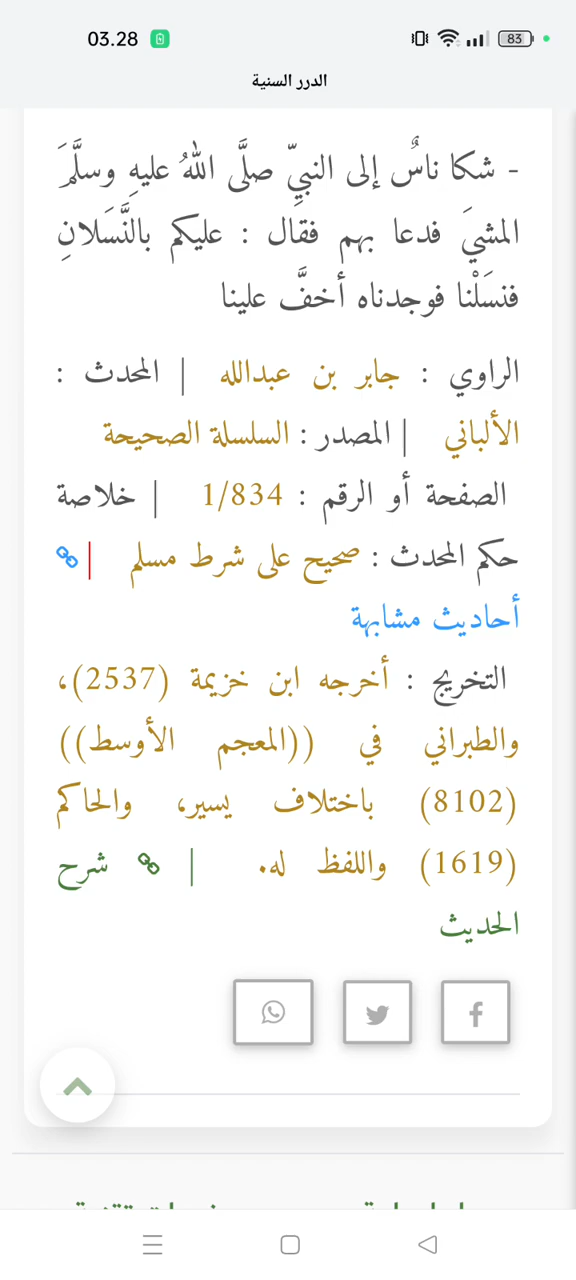 03.28
83
الدرر السنية
- شكا ناسٌ إلى النبيِّ صلَّى اللهُ عليهِ وسلَّمَ
المشيَ فدعا بهم فقال : عليكم بالنَّسَلانِ
فنسَلْنا فوجدناه أخفَّ علينا
الراوي : جابر بن عبدالله | المحدث :
الألباني | المصدر : السلسلة الصحيحة
الصفحة أو الرقم : 1/834 | خلاصة
حكم المحدث : صحيح على شرط مسلم |
أحاديث مشابهة
التخريج : أخرجه ابن خزيمة (2537)،
والطبراني في ((المعجم الأوسط))
(8102) باختلاف يسير، والحاكم
(1619) واللفظ له. | شرح
الحديث